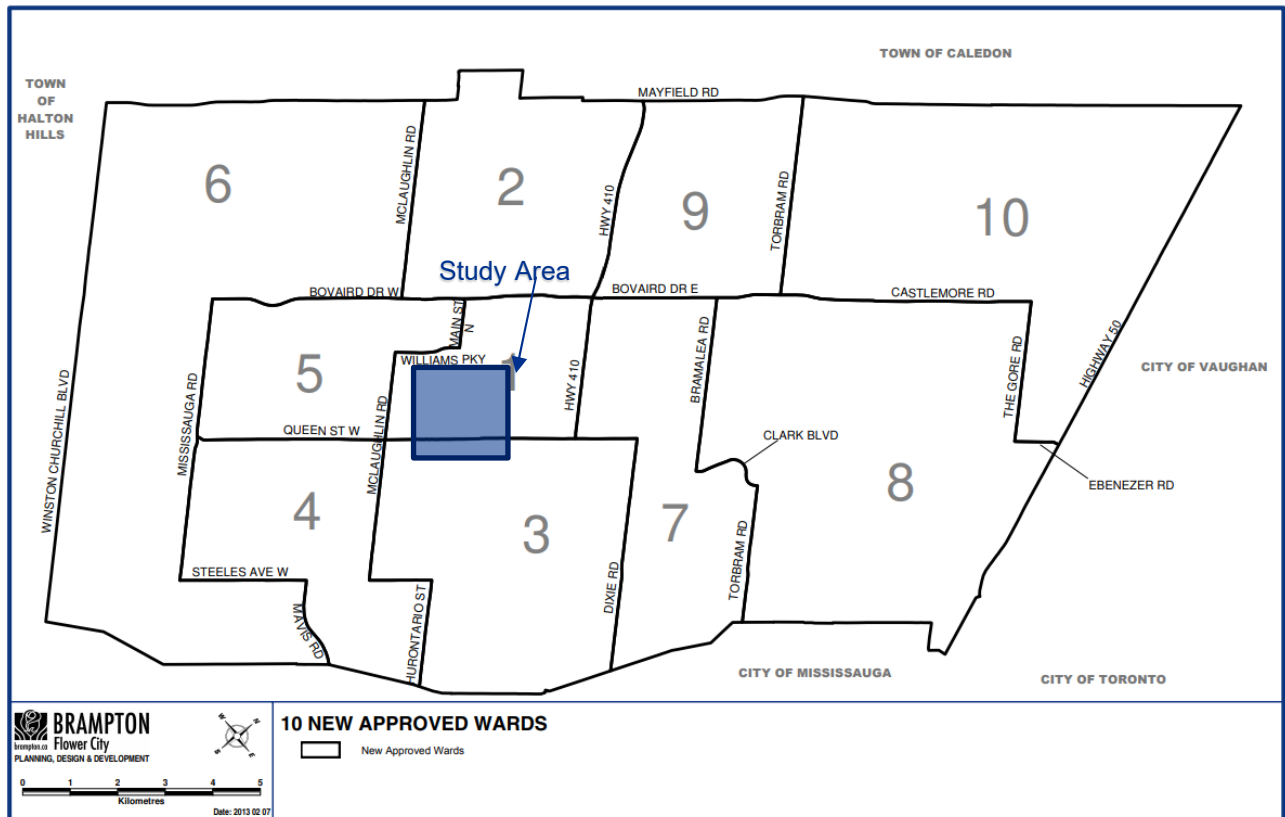 TOWN OF CALEDON
TOWN
OF
HALTON
HILLS
MAYFIELD RD
6
MCLAUGHLIN RD
2
HWY 410
9
TORBRAM RD
10
Study Area
BOVAIRD DR W
BOVAIRD DR E
CASTLEMORE RD
MAIN ST
N
WILLIAMS PKY
1
5
HWY 410
BRAMALEA RD
THE GORE RD
HIGHWAY 50
CITY OF VAUGHAN
WINSTON CHURCHILL BLVD
MISSISSAUGA RD
QUEEN ST W
MCLAUGHLIN RD
CLARK BLVD
EBENEZER RD
4
3
7
8
STEELES AVE W
MAVIS RD
HURONTARIO ST
DIXIE RD
TORBRAM RD
CITY OF MISSISSAUGA
CITY OF TORONTO
BRAMPTON
brampton.ca Flower City
PLANNING, DESIGN & DEVELOPMENT
W N
S E
0 1 2 3 4 5
Kilometres
Date: 2013 02 07
10 NEW APPROVED WARDS
New Approved Wards